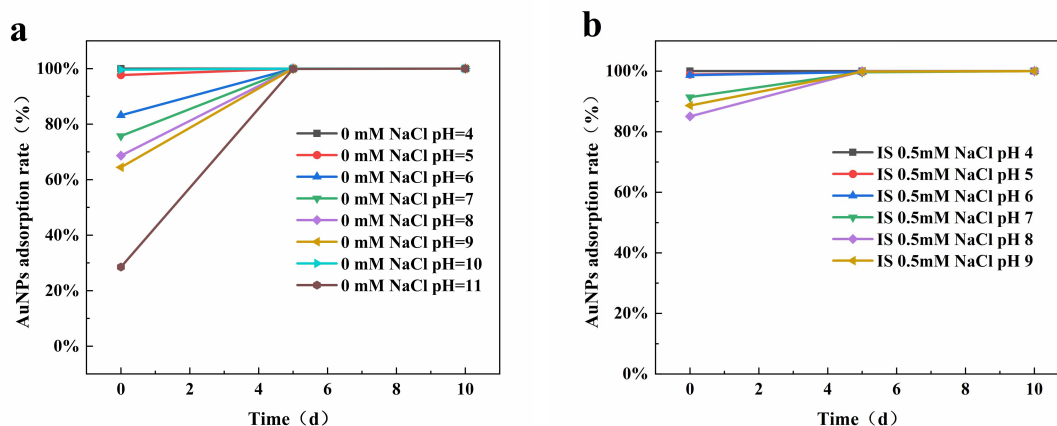 a
AuNPs adsorption rate（%）
100%
80%
60%
40%
20%
0%
0 mM NaCl pH=4
0 mM NaCl pH=5
0 mM NaCl pH=6
0 mM NaCl pH=7
0 mM NaCl pH=8
0 mM NaCl pH=9
0 mM NaCl pH=10
0 mM NaCl pH=11
0 2 4 6 8 10
Time（d）
b
AuNPs adsorption rate（%）
100%
80%
60%
40%
20%
0%
IS 0.5mM NaCl pH 4
IS 0.5mM NaCl pH 5
IS 0.5mM NaCl pH 6
IS 0.5mM NaCl pH 7
IS 0.5mM NaCl pH 8
IS 0.5mM NaCl pH 9
0 2 4 6 8 10
Time（d）